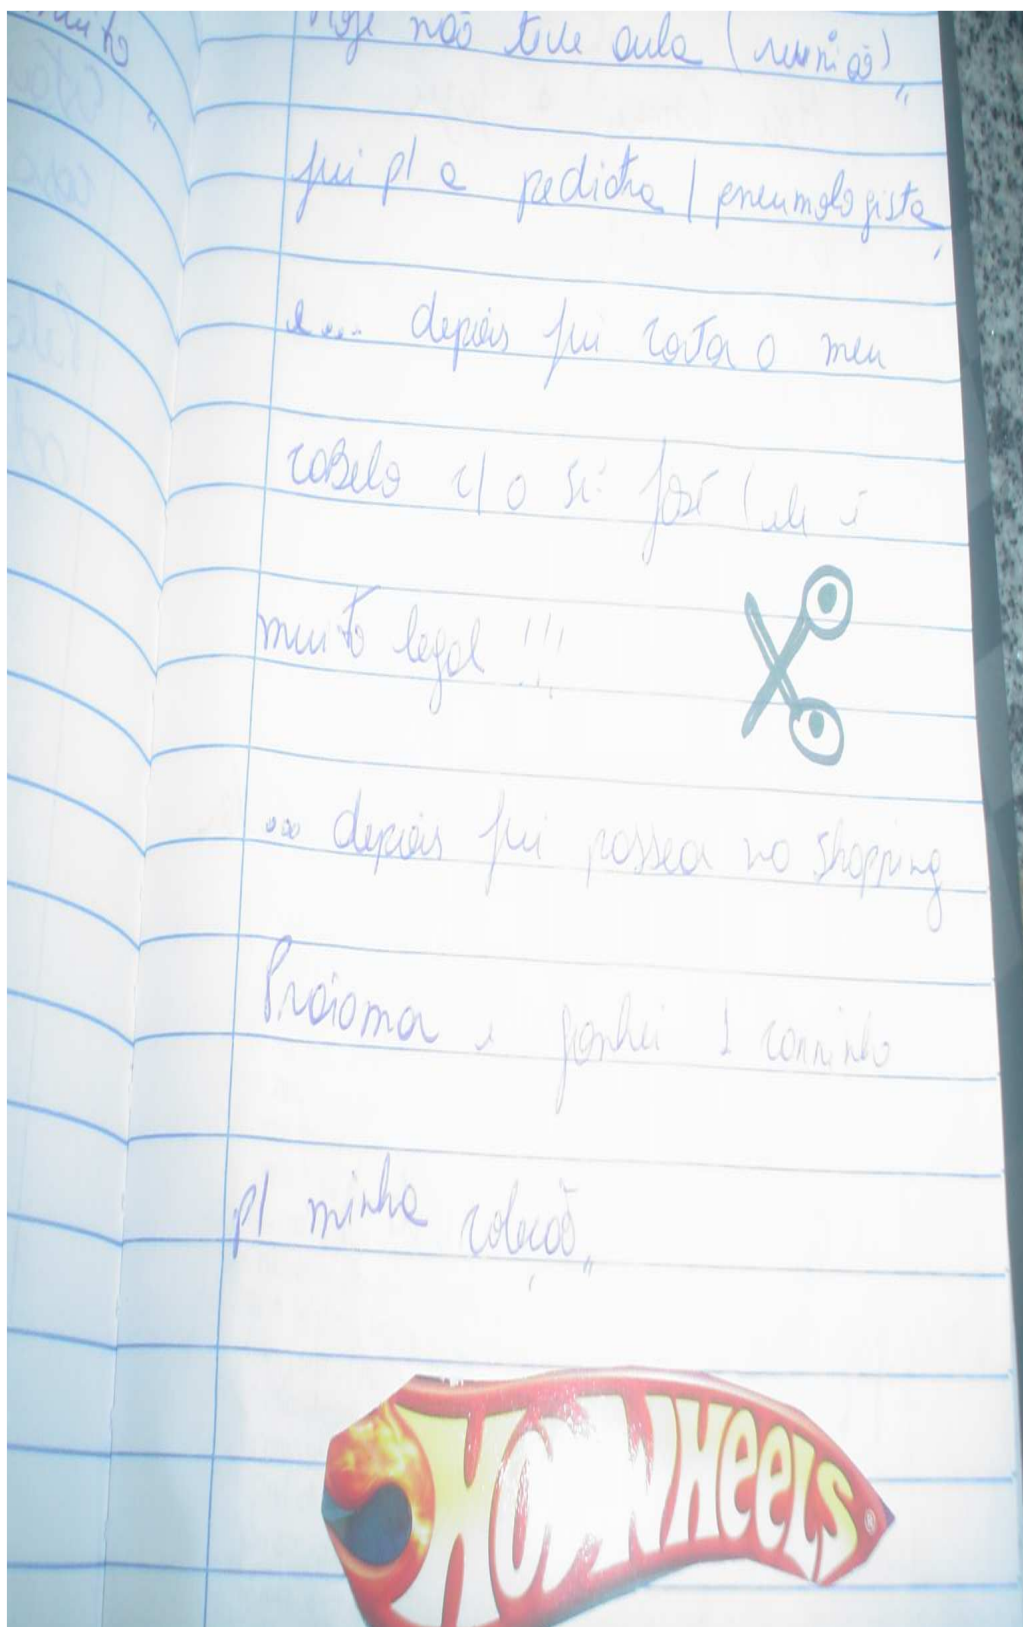 muito
Hoje não tive aula (reunião),,
fui p/ a pediatra / pneumologista,
e... depois fui cortar o meu
cabelo c/ o Sr. José (ele é
muito legal !!!
... depois fui passear no Shopping
Praiamar e ganhei 1 carrinho
p/ minha coleção,,
HOT WHEELS ®